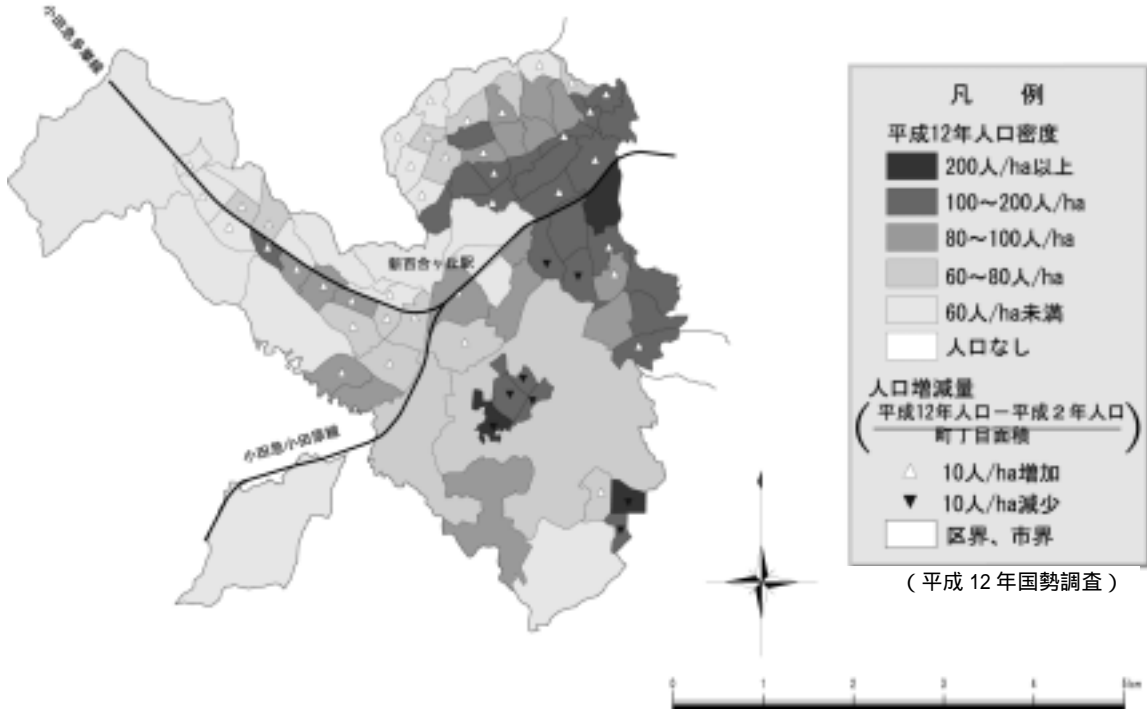 小田急多摩線
新百合ヶ丘駅
小田急小田原線
凡 例
平成12年人口密度
200人/ha以上
100～200人/ha
80～100人/ha
60～80人/ha
60人/ha未満
人口なし
人口増減量
平成12年人口－平成２年人口
町丁目面積
10人/ha増加
10人/ha減少
区界、市界
（平成 12 年国勢調査）
0 1 2 3 4 5km